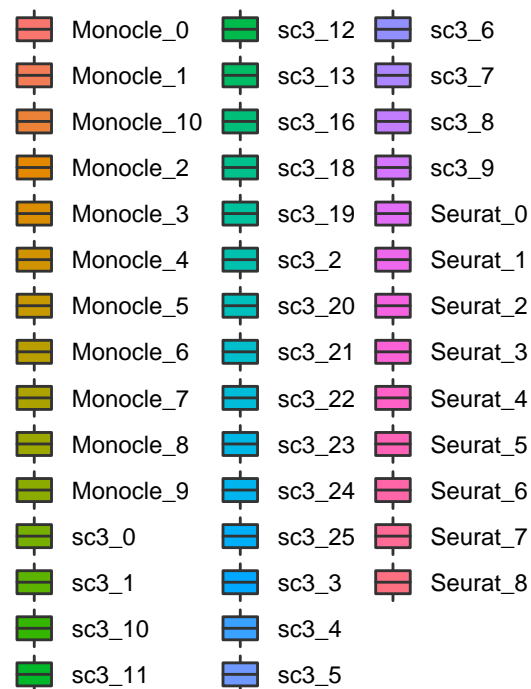 Monocle_0
Monocle_1
Monocle_10
Monocle_2
Monocle_3
Monocle_4
Monocle_5
Monocle_6
Monocle_7
Monocle_8
Monocle_9
sc3_0
sc3_1
sc3_10
sc3_11
sc3_12
sc3_13
sc3_16
sc3_18
sc3_19
sc3_2
sc3_20
sc3_21
sc3_22
sc3_23
sc3_24
sc3_25
sc3_3
sc3_4
sc3_5
sc3_6
sc3_7
sc3_8
sc3_9
Seurat_0
Seurat_1
Seurat_2
Seurat_3
Seurat_4
Seurat_5
Seurat_6
Seurat_7
Seurat_8